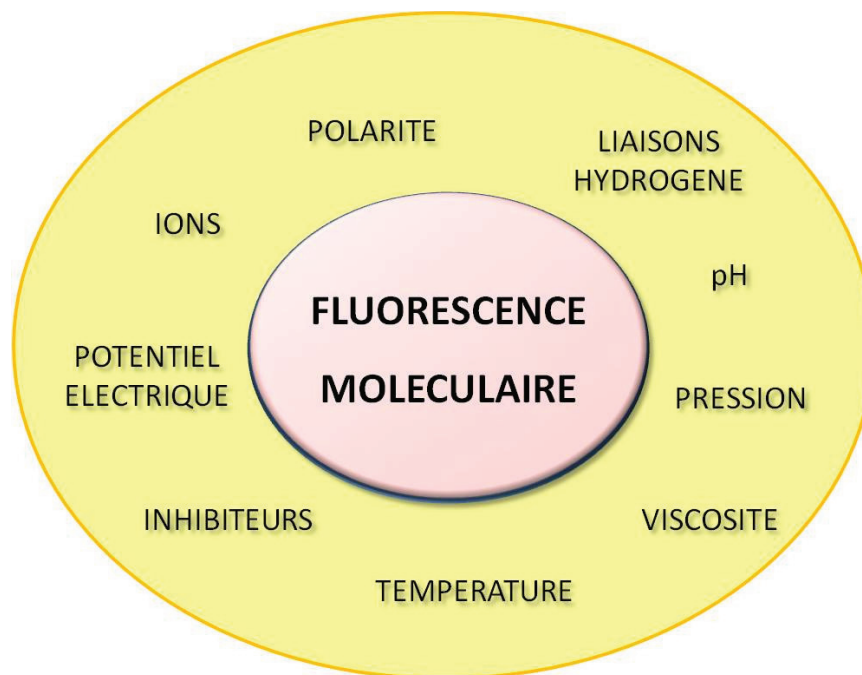 POLARITE
LIAISONS
HYDROGENE
IONS
pH
FLUORESCENCE
MOLECULAIRE
POTENTIEL
ELECTRIQUE
PRESSION
INHIBITEURS
VISCOSITE
TEMPERATURE